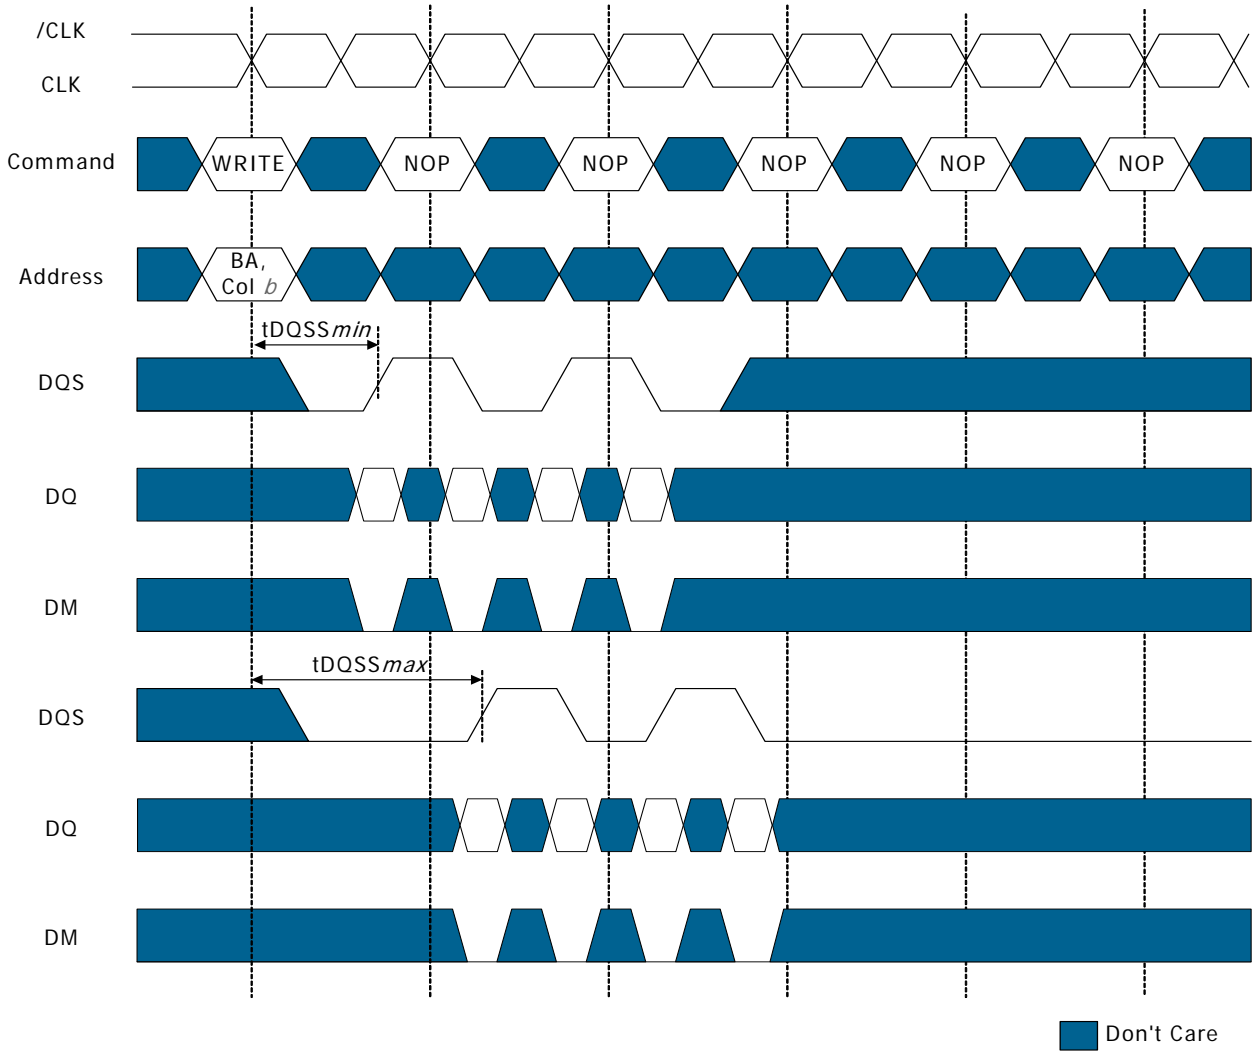 /CLK
CLK
Command
WRITE NOP NOP NOP NOP NOP
Address
BA,
Col b
tDQSSmin
DQS
DQ
DM
tDQSSmax
DQS
DQ
DM
Don't Care